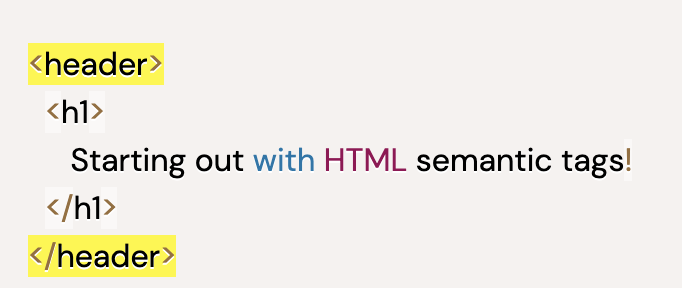 <header>
<h1>
Starting out with HTML semantic tags!
</h1>
</header>